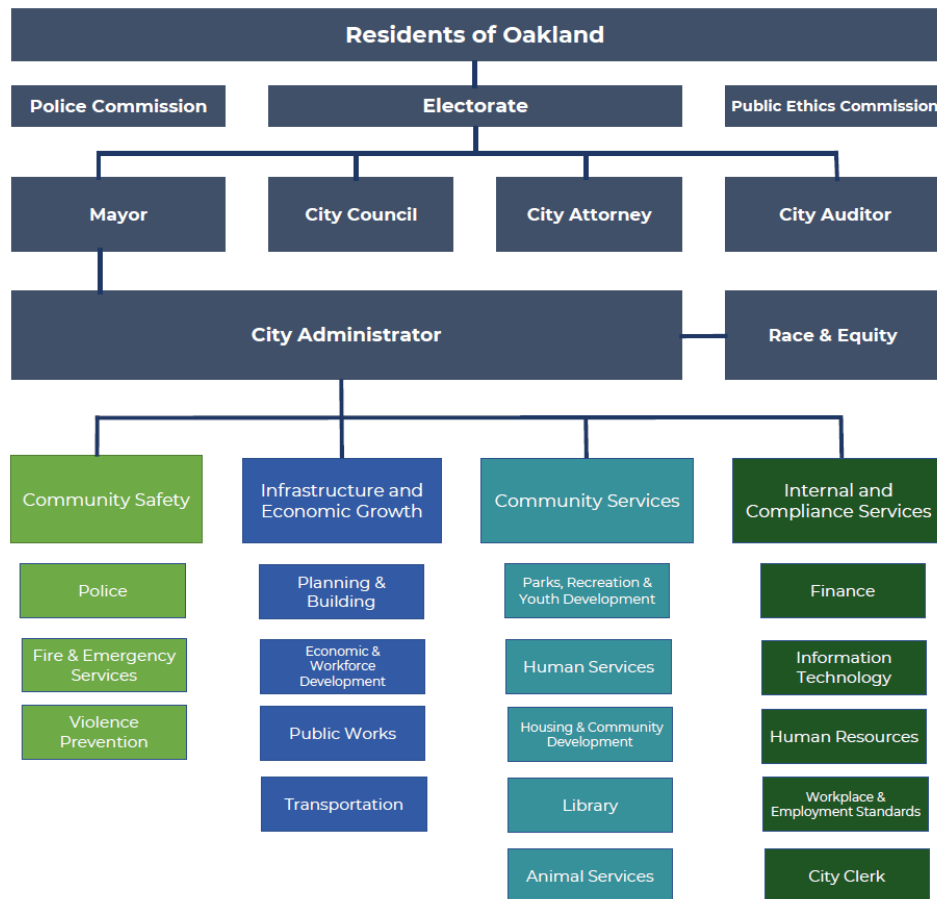 Residents of Oakland
Police Commission
Electorate
Public Ethics Commission
Mayor
City Council
City Attorney
City Auditor
City Administrator
Race & Equity
Community Safety
Infrastructure and
Economic Growth
Community Services
Internal and
Compliance Services
Police
Planning &
Building
Parks, Recreation &
Youth Development
Finance
Fire & Emergency
Services
Economic &
Workforce
Development
Human Services
Information
Technology
Violence
Prevention
Public Works
Housing & Community
Development
Human Resources
Transportation
Library
Workplace &
Employment Standards
Animal Services
City Clerk